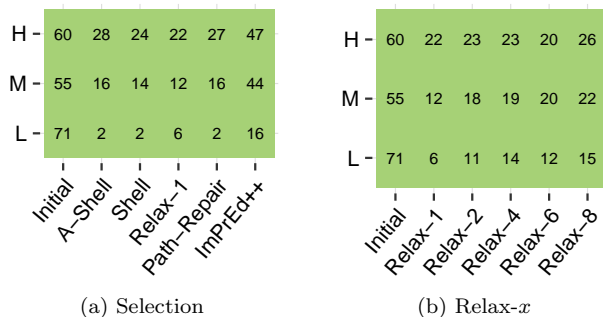 H 60 28 24 22 27 47
M 55 16 14 12 16 44
L 71 2 2 6 2 16
Initial A−Shell Shell Relax−1 Path−Repair ImPrEd++
(a) Selection
H 60 22 23 23 20 26
M 55 12 18 19 20 22
L 71 6 11 14 12 15
Initial Relax−1 Relax−2 Relax−4 Relax−6 Relax−8
(b) Relax-x